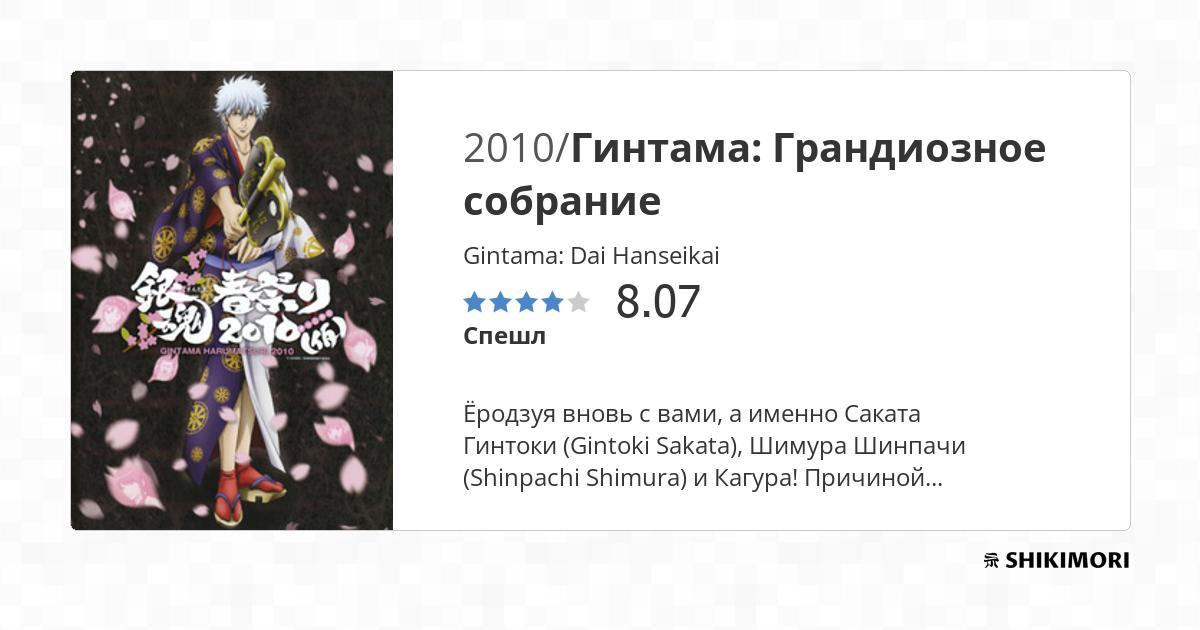 2010/Гинтама: Грандиозное
собрание
Gintama: Dai Hanseikai
8.07
Спешл
Ёродзуя вновь с вами, а именно Саката
Гинтоки (Gintoki Sakata), Шимура Шинпачи
(Shinpachi Shimura) и Кагура! Причиной...
銀魂 春祭り
2010(仮)
GINTAMA HARUMATSURI 2010
SHIKIMORI